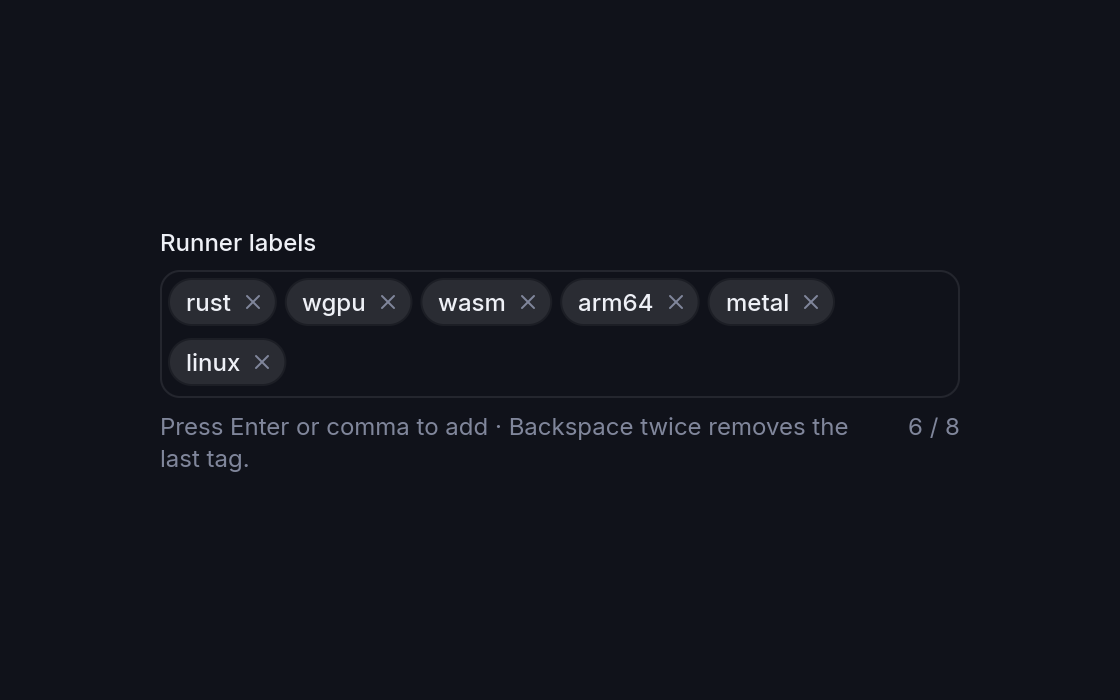 Runner labels
rust wgpu wasm arm64 metal
linux
Press Enter or comma to add · Backspace twice removes the 6 / 8
last tag.